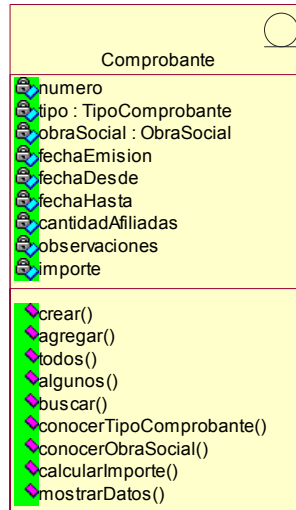 Comprobante
numero
tipo : TipoComprobante
obraSocial : ObraSocial
fechaEmision
fechaDesde
fechaHasta
cantidadAfiliadas
observaciones
importe
crear()
agregar()
todos()
algunos()
buscar()
conocerTipoComprobante()
conocerObraSocial()
calcularImporte()
mostrarDatos()